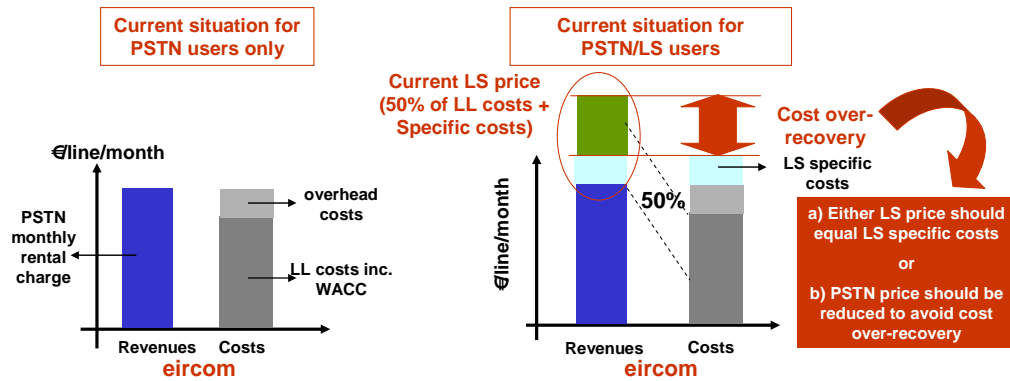 Current situation for
PSTN users only
€/line/month
PSTN
monthly
rental
charge
overhead
costs
LL costs inc.
WACC
Revenues
Costs
eircom
Current situation for
PSTN/LS users
Current LS price
(50% of LL costs +
Specific costs)
€/line/month
50%
Cost over-
recovery
LS specific
costs
Revenues
Costs
eircom
a) Either LS price should
equal LS specific costs
or
b) PSTN price should be
reduced to avoid cost
over-recovery